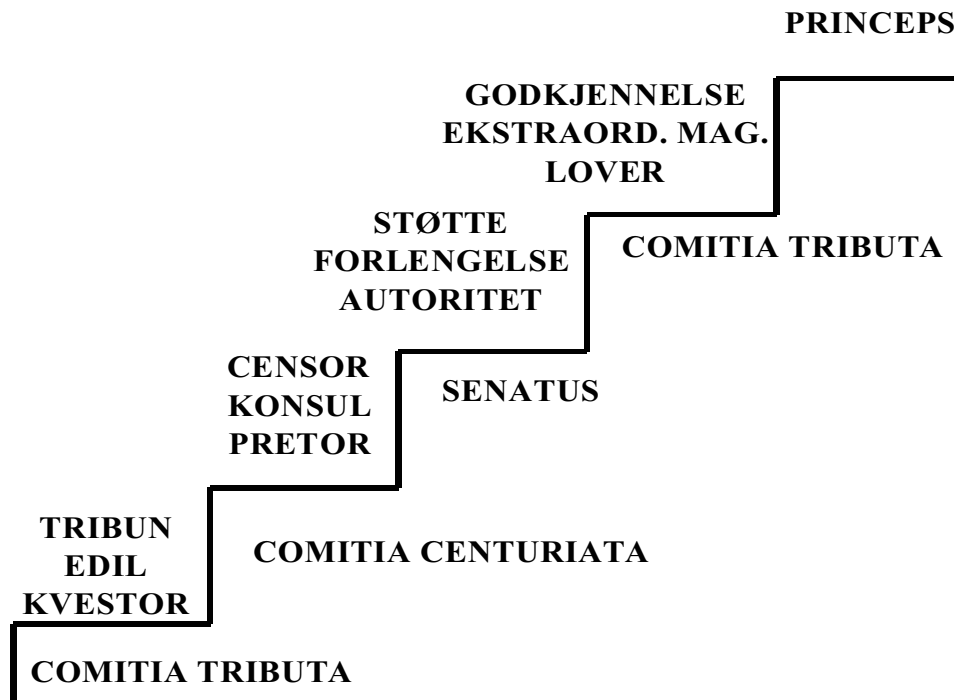 PRINCEPS
GODKJENNELSE
EKSTRAORD. MAG.
LOVER
STØTTE
FORLENGELSE
AUTORITET
COMITIA TRIBUTA
CENSOR
KONSUL
PRETOR
SENATUS
TRIBUN
EDIL
KVESTOR
COMITIA CENTURIATA
COMITIA TRIBUTA